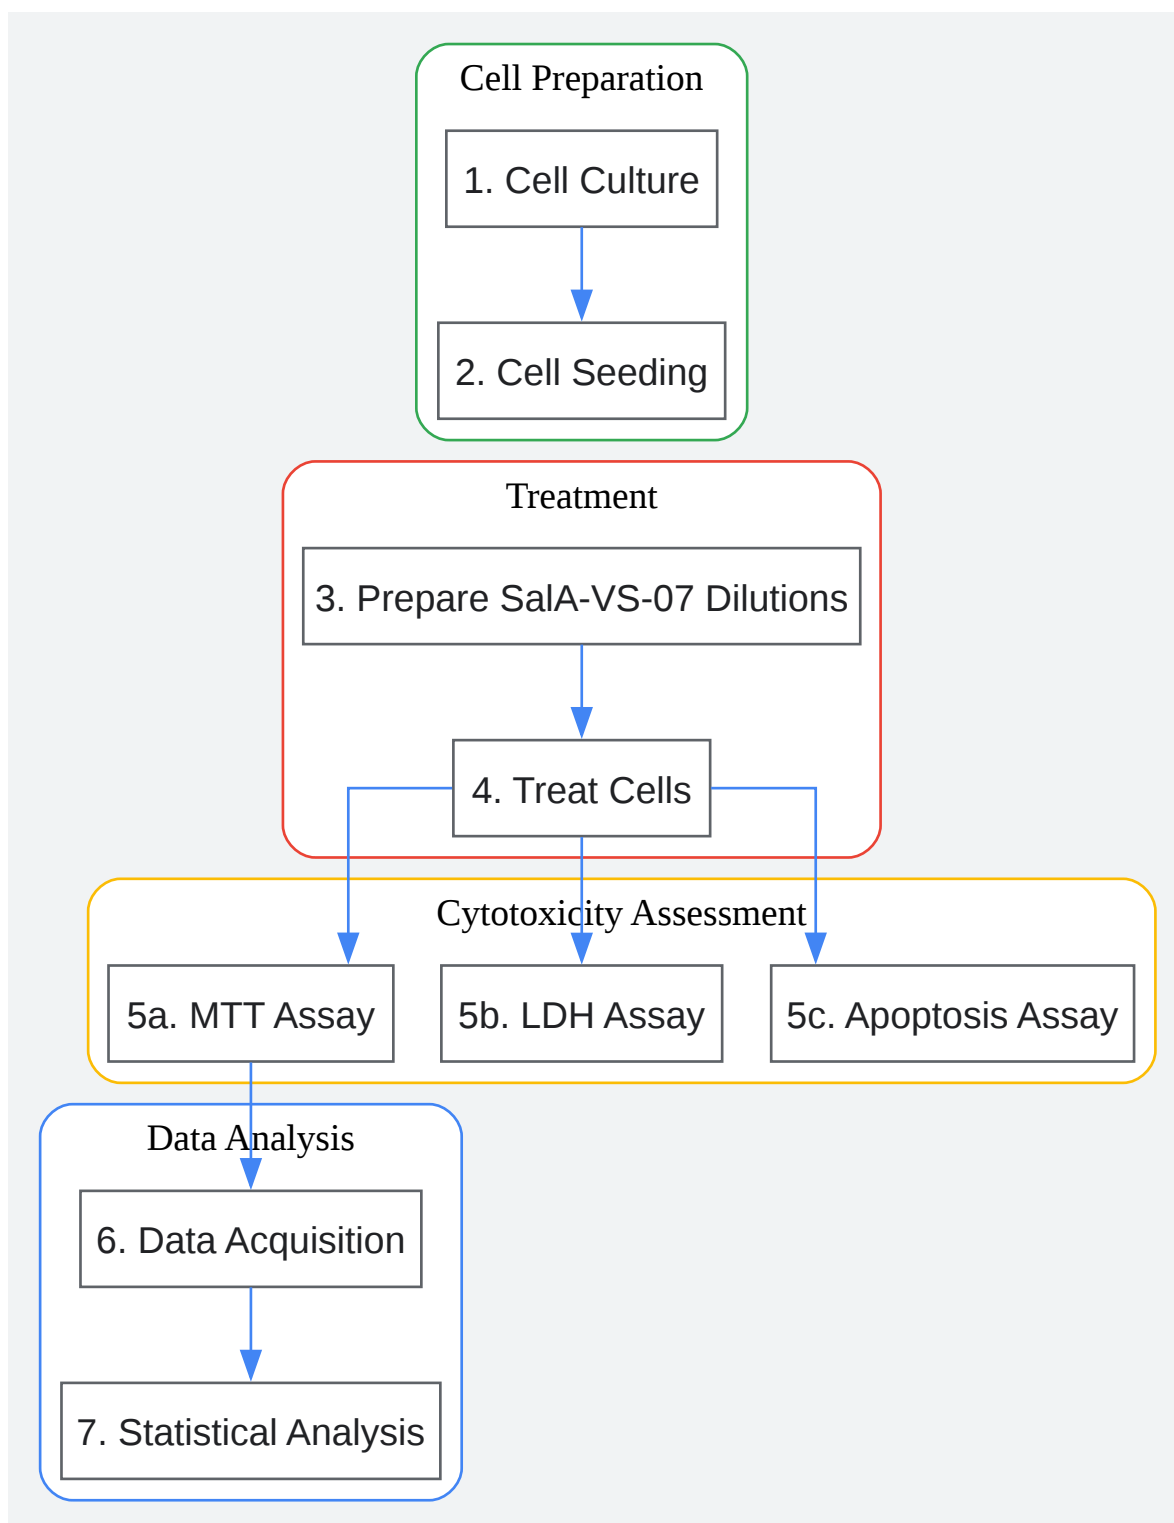 Cell Preparation
1. Cell Culture
2. Cell Seeding
Treatment
3. Prepare SalA-VS-07 Dilutions
4. Treat Cells
Cytotoxicity Assessment
5a. MTT Assay
5b. LDH Assay
5c. Apoptosis Assay
Data Analysis
6. Data Acquisition
7. Statistical Analysis